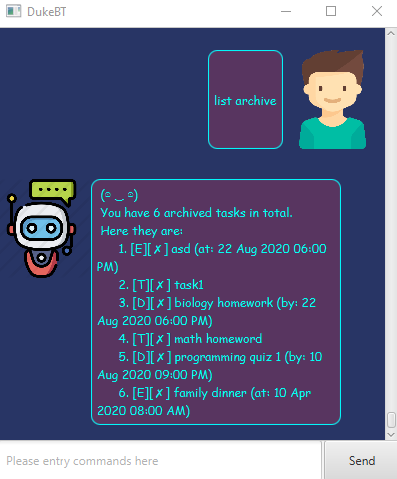 DukeBT
list archive
(ʘ ‿ ʘ)
You have 6 archived tasks in total.
Here they are:
1. [E][✗] asd (at: 22 Aug 2020 06:00
PM)
2. [T][✗] task1
3. [D][✗] biology homework (by: 22
Aug 2020 06:00 PM)
4. [T][✗] math homeword
5. [D][✗] programming quiz 1 (by: 10
Aug 2020 09:00 PM)
6. [E][✗] family dinner (at: 10 Apr
2020 08:00 AM)
Please entry commands here
Send